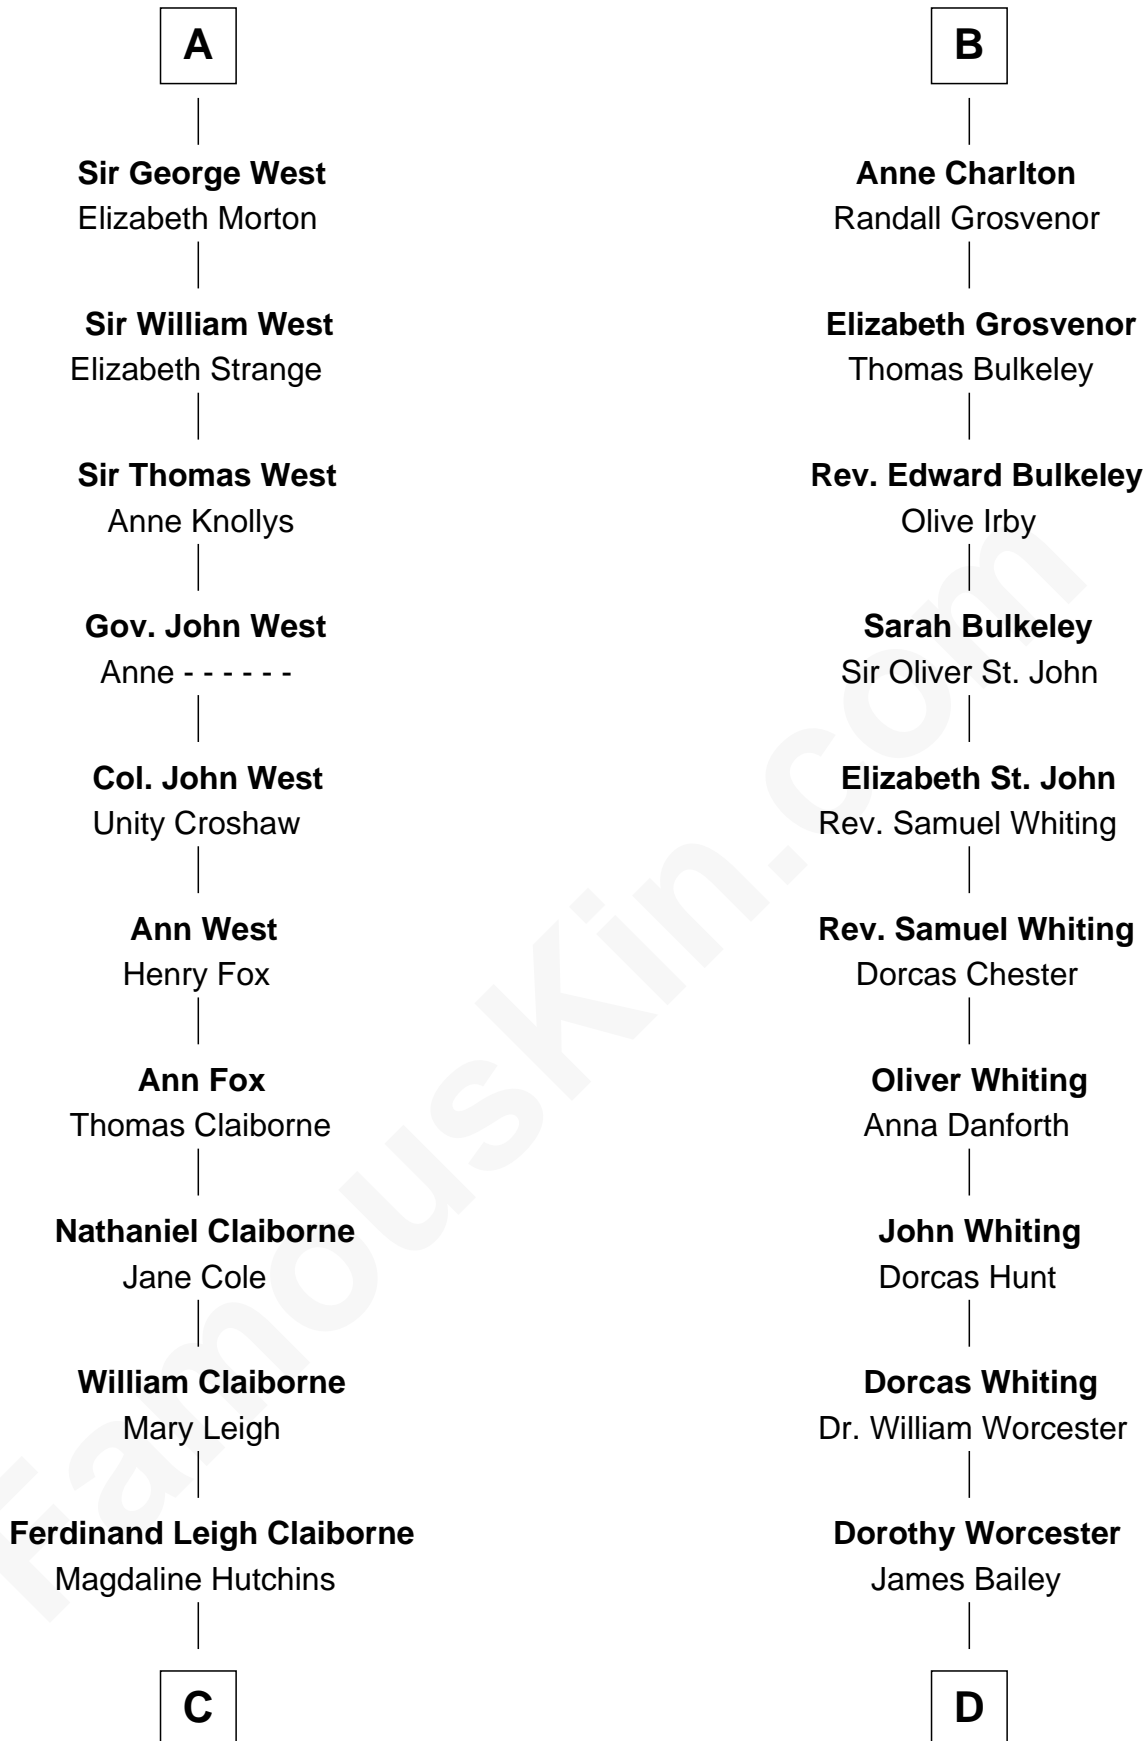 A
Sir George West
Elizabeth Morton
Sir William West
Elizabeth Strange
Sir Thomas West
Anne Knollys
Gov. John West
Anne - - - - - -
Col. John West
Unity Croshaw
Ann West
Henry Fox
Ann Fox
Thomas Claiborne
Nathaniel Claiborne
Jane Cole
William Claiborne
Mary Leigh
Ferdinand Leigh Claiborne
Magdaline Hutchins
C
B
Anne Charlton
Randall Grosvenor
Elizabeth Grosvenor
Thomas Bulkeley
Rev. Edward Bulkeley
Olive Irby
Sarah Bulkeley
Sir Oliver St. John
Elizabeth St. John
Rev. Samuel Whiting
Rev. Samuel Whiting
Dorcas Chester
Oliver Whiting
Anna Danforth
John Whiting
Dorcas Hunt
Dorcas Whiting
Dr. William Worcester
Dorothy Worcester
James Bailey
D
FamousKin.com